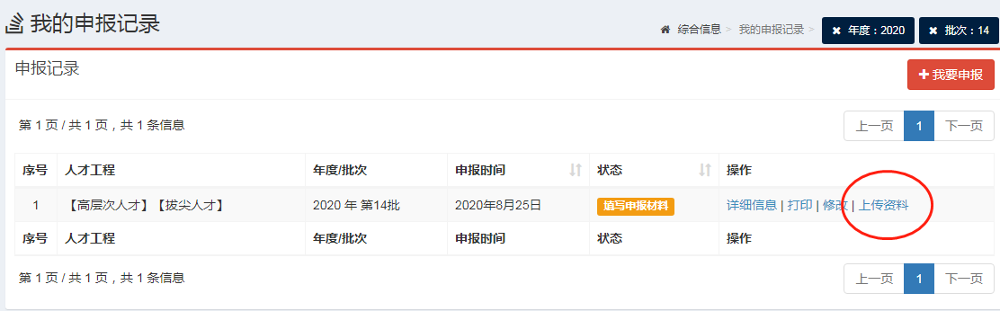 我的申报记录
综合信息 > 我的申报记录 > ✖ 年度：2020 ✖ 批次：14
申报记录
+ 我要申报
第 1 页 / 共 1 页，共 1 条信息
上一页 1 下一页
序号 人才工程 年度/批次 申报时间 状态 操作
1 【高层次人才】【拔尖人才】 2020 年 第14批 2020年8月25日 填写申报材料 详细信息 | 打印 | 修改 | 上传资料
序号 人才工程 年度/批次 申报时间 状态 操作
第 1 页 / 共 1 页，共 1 条信息
上一页 1 下一页